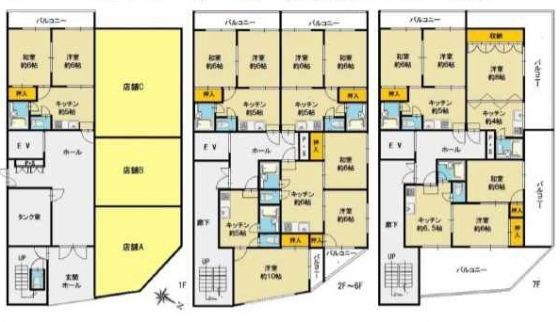 バルコニー
和室
約6帖
洋室
約6帖
押入
キッチン
約5帖
店舗C
EV
ホール
店舗B
タンク室
店舗A
UP
玄関
ホール
1F
バルコニー
バルコニー
和室
約6帖
洋室
約6帖
洋室
約6帖
和室
約6帖
押入
押入
キッチン
約5帖
キッチン
約5帖
EV
ホール
P・S
押入
和室
約6帖
キッチン
約6帖
洋室
約6帖
廊下
キッチン
約5帖
押入
押入
UP
洋室
約10帖
バルコニー
バルコニー
2F～6F
バルコニー
収納
和室
約6帖
洋室
約6帖
洋室
約8帖
バルコニー
押入
キッチン
約5帖
キッチン
約4帖
EV
ホール
和室
約6帖
廊下
キッチン
約6.5帖
洋室
約6帖
押入
押入
UP
バルコニー
7F